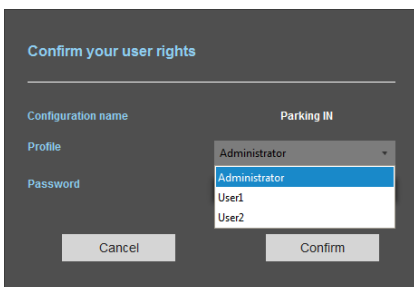 Confirm your user rights
Configuration name Parking IN
Profile Administrator
Administrator
Password User1
User2
Cancel Confirm